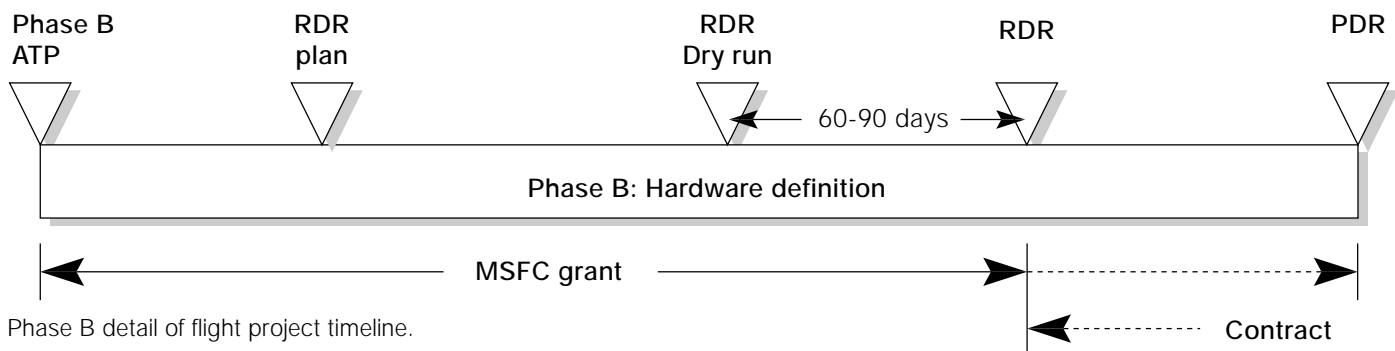 Phase B
ATP
RDR
plan
RDR
Dry run
RDR
PDR
60-90 days
Phase B: Hardware definition
MSFC grant
Phase B detail of flight project timeline.
Contract